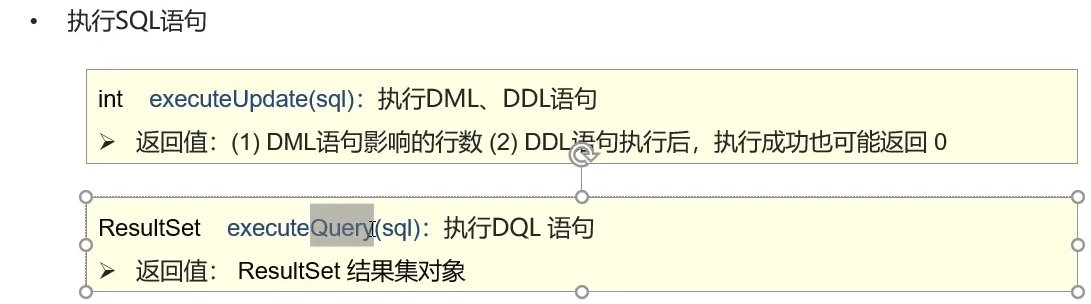 • 执行SQL语句
int executeUpdate(sql)：执行DML、DDL语句
➢ 返回值：(1) DML语句影响的行数 (2) DDL语句执行后，执行成功也可能返回 0
ResultSet executeQuery(sql)：执行DQL 语句
➢ 返回值： ResultSet 结果集对象